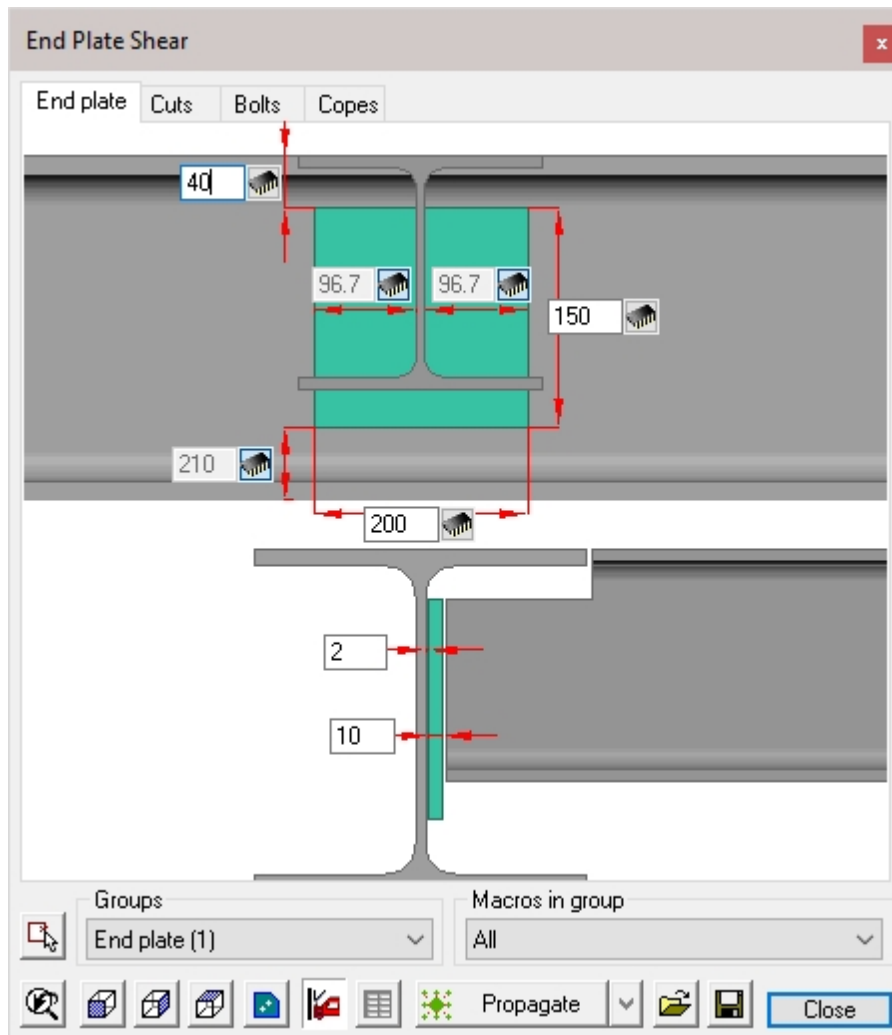 End Plate Shear
x
End plate Cuts Bolts Copes
40
96.7 96.7
150
210
200
2
10
Groups Macros in group
End plate (1) All
Propagate Close